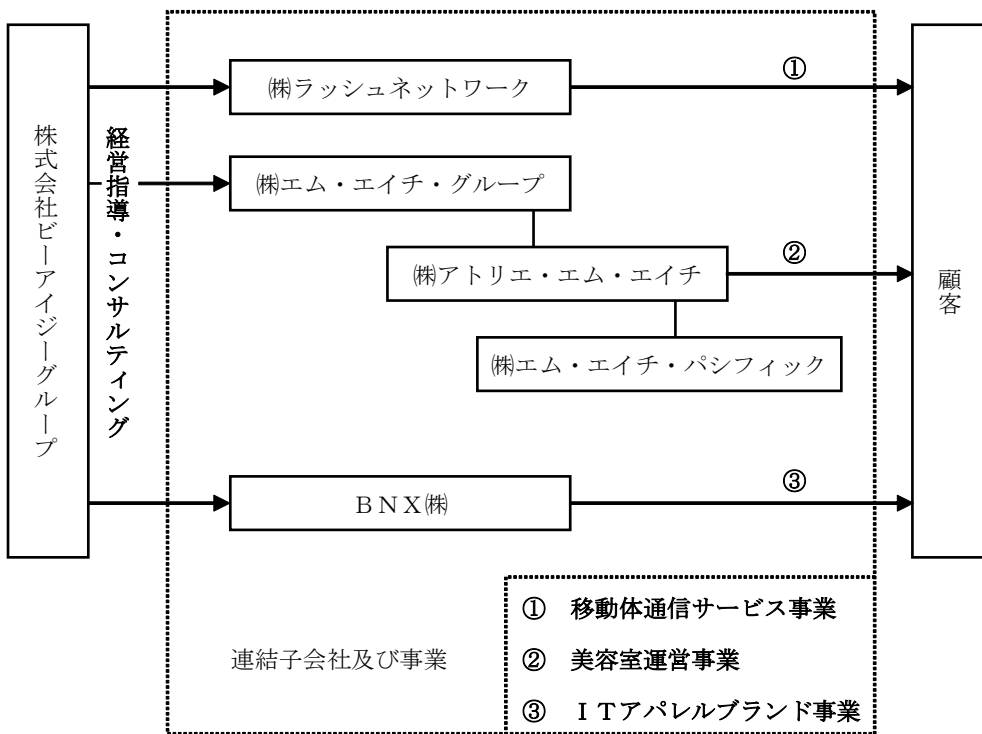 株式会社ビーアイジーグループ
経営指導・コンサルティング
㈱ラッシュネットワーク
①
㈱エム・エイチ・グループ
㈱アトリエ・エム・エイチ
②
㈱エム・エイチ・パシフィック
ＢＮＸ㈱
③
顧客
連結子会社及び事業
① 移動体通信サービス事業
② 美容室運営事業
③ ＩＴアパレルブランド事業